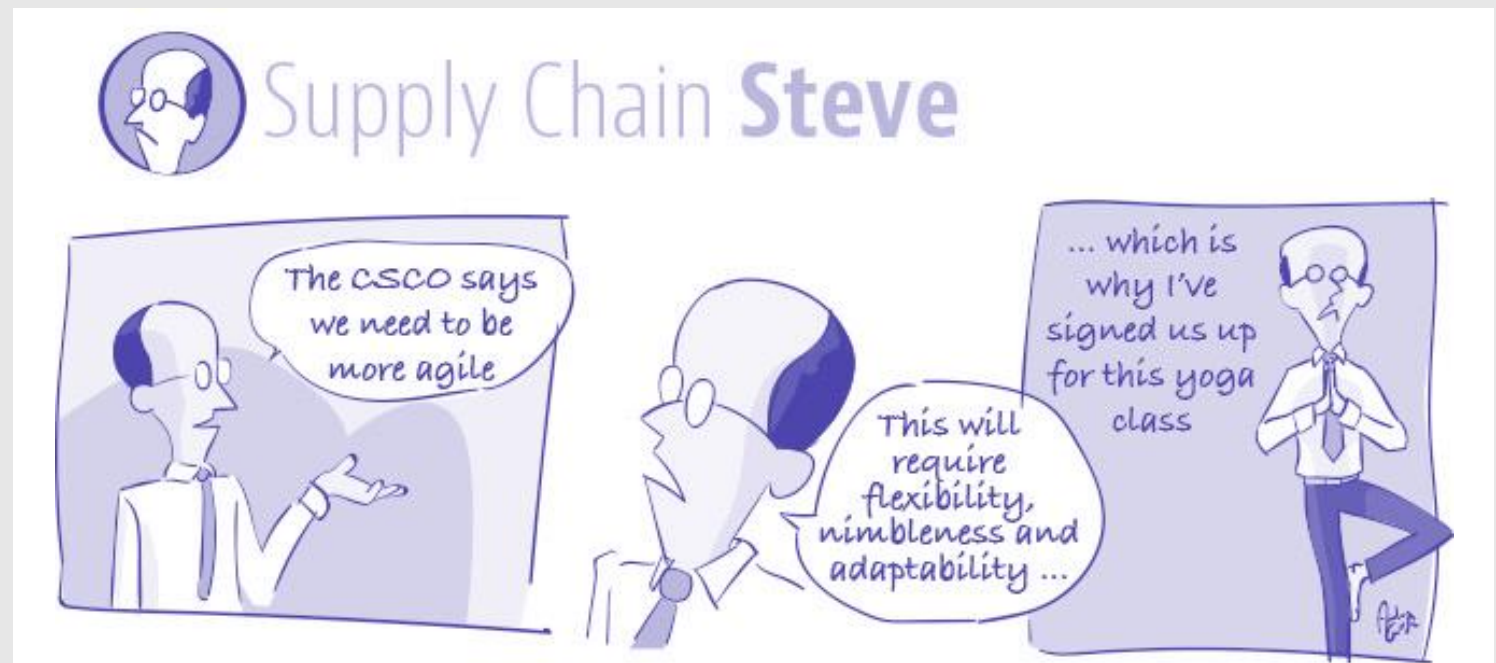 Supply Chain Steve
The CSCO says
we need to be
more agile
This will
require
flexibility,
nimbleness and
adaptability ...
... which is
why I've
signed us up
for this yoga
class